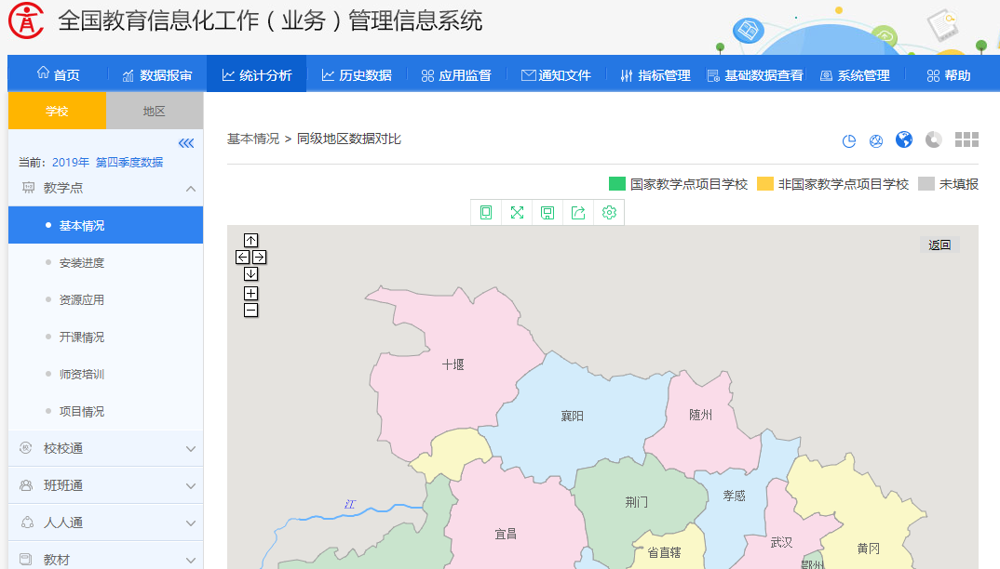 全国教育信息化工作（业务）管理信息系统
首页 数据报审 统计分析 历史数据 应用监督 通知文件 指标管理 基础数据查看 系统管理 帮助
学校 地区
当前：2019年 第四季度数据
教学点
基本情况
安装进度
资源应用
开课情况
师资培训
项目情况
校校通
班班通
人人通
教材
基本情况 > 同级地区数据对比
国家教学点项目学校 非国家教学点项目学校 未填报
返回
十堰
襄阳
随州
孝感
荆门
江
宜昌
武汉
省直辖
黄冈
鄂州